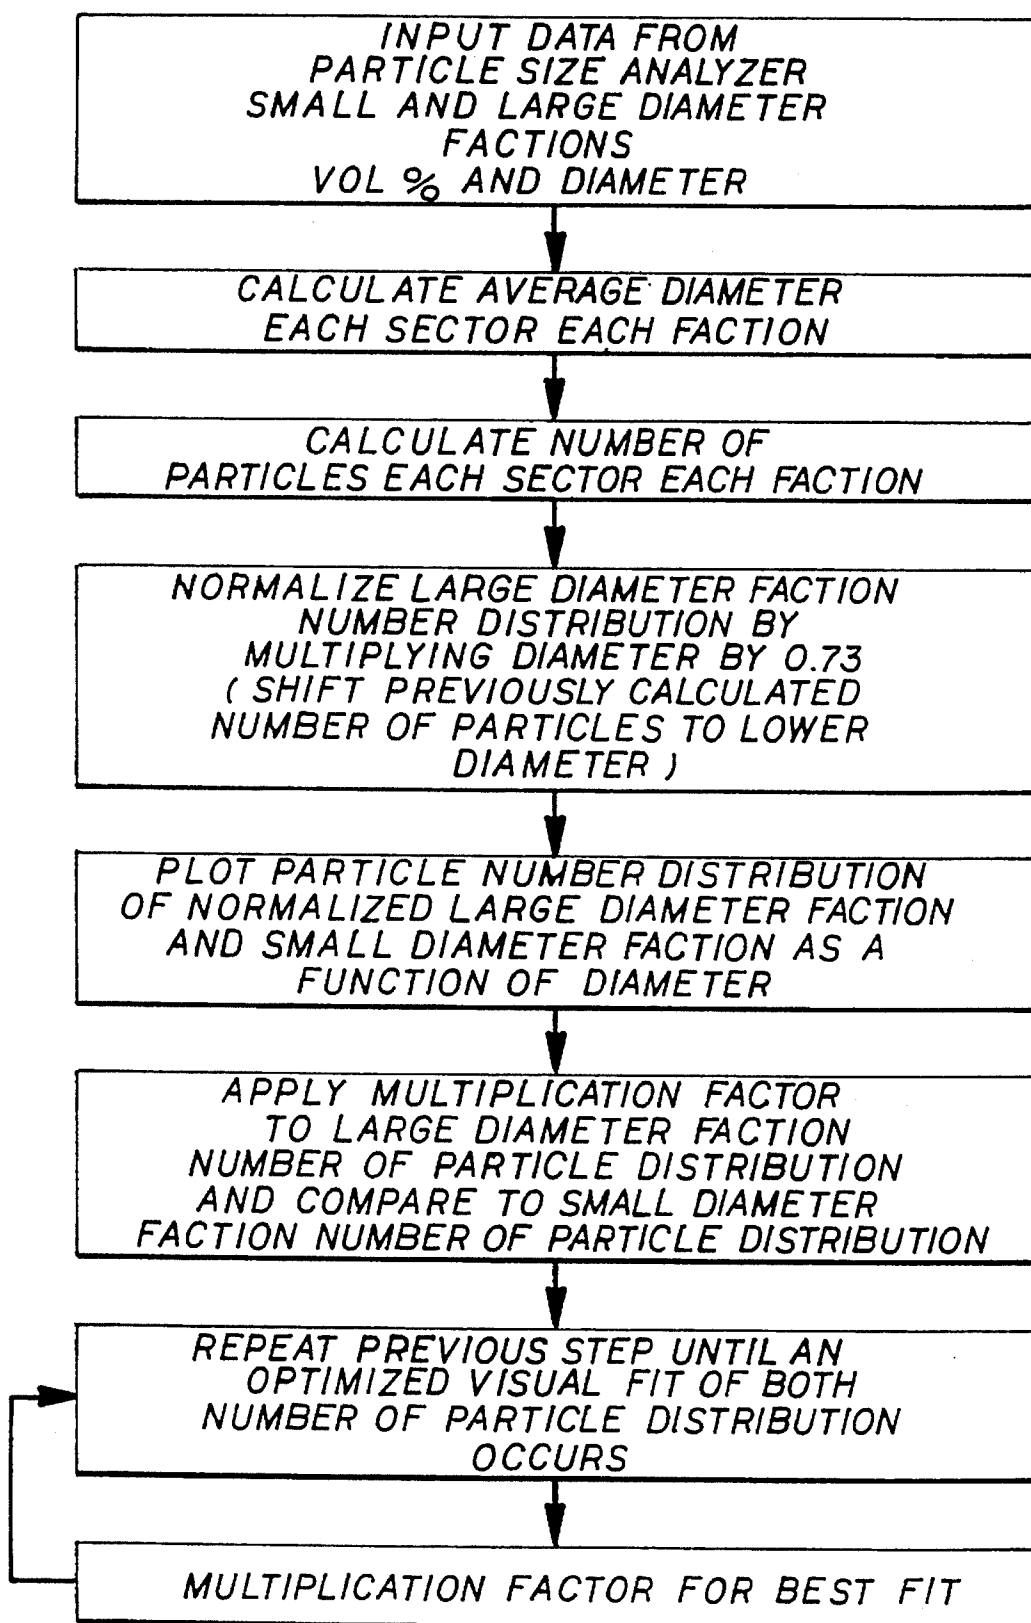 INPUT DATA FROM
PARTICLE SIZE ANALYZER
SMALL AND LARGE DIAMETER
FACTIONS
VOL % AND DIAMETER
CALCULATE AVERAGE DIAMETER
EACH SECTOR EACH FACTION
CALCULATE NUMBER OF
PARTICLES EACH SECTOR EACH FACTION
NORMALIZE LARGE DIAMETER FACTION
NUMBER DISTRIBUTION BY
MULTIPLYING DIAMETER BY 0.73
( SHIFT PREVIOUSLY CALCULATED
NUMBER OF PARTICLES TO LOWER
DIAMETER )
PLOT PARTICLE NUMBER DISTRIBUTION
OF NORMALIZED LARGE DIAMETER FACTION
AND SMALL DIAMETER FACTION AS A
FUNCTION OF DIAMETER
APPLY MULTIPLICATION FACTOR
TO LARGE DIAMETER FACTION
NUMBER OF PARTICLE DISTRIBUTION
AND COMPARE TO SMALL DIAMETER
FACTION NUMBER OF PARTICLE DISTRIBUTION
REPEAT PREVIOUS STEP UNTIL AN
OPTIMIZED VISUAL FIT OF BOTH
NUMBER OF PARTICLE DISTRIBUTION
OCCURS
MULTIPLICATION FACTOR FOR BEST FIT